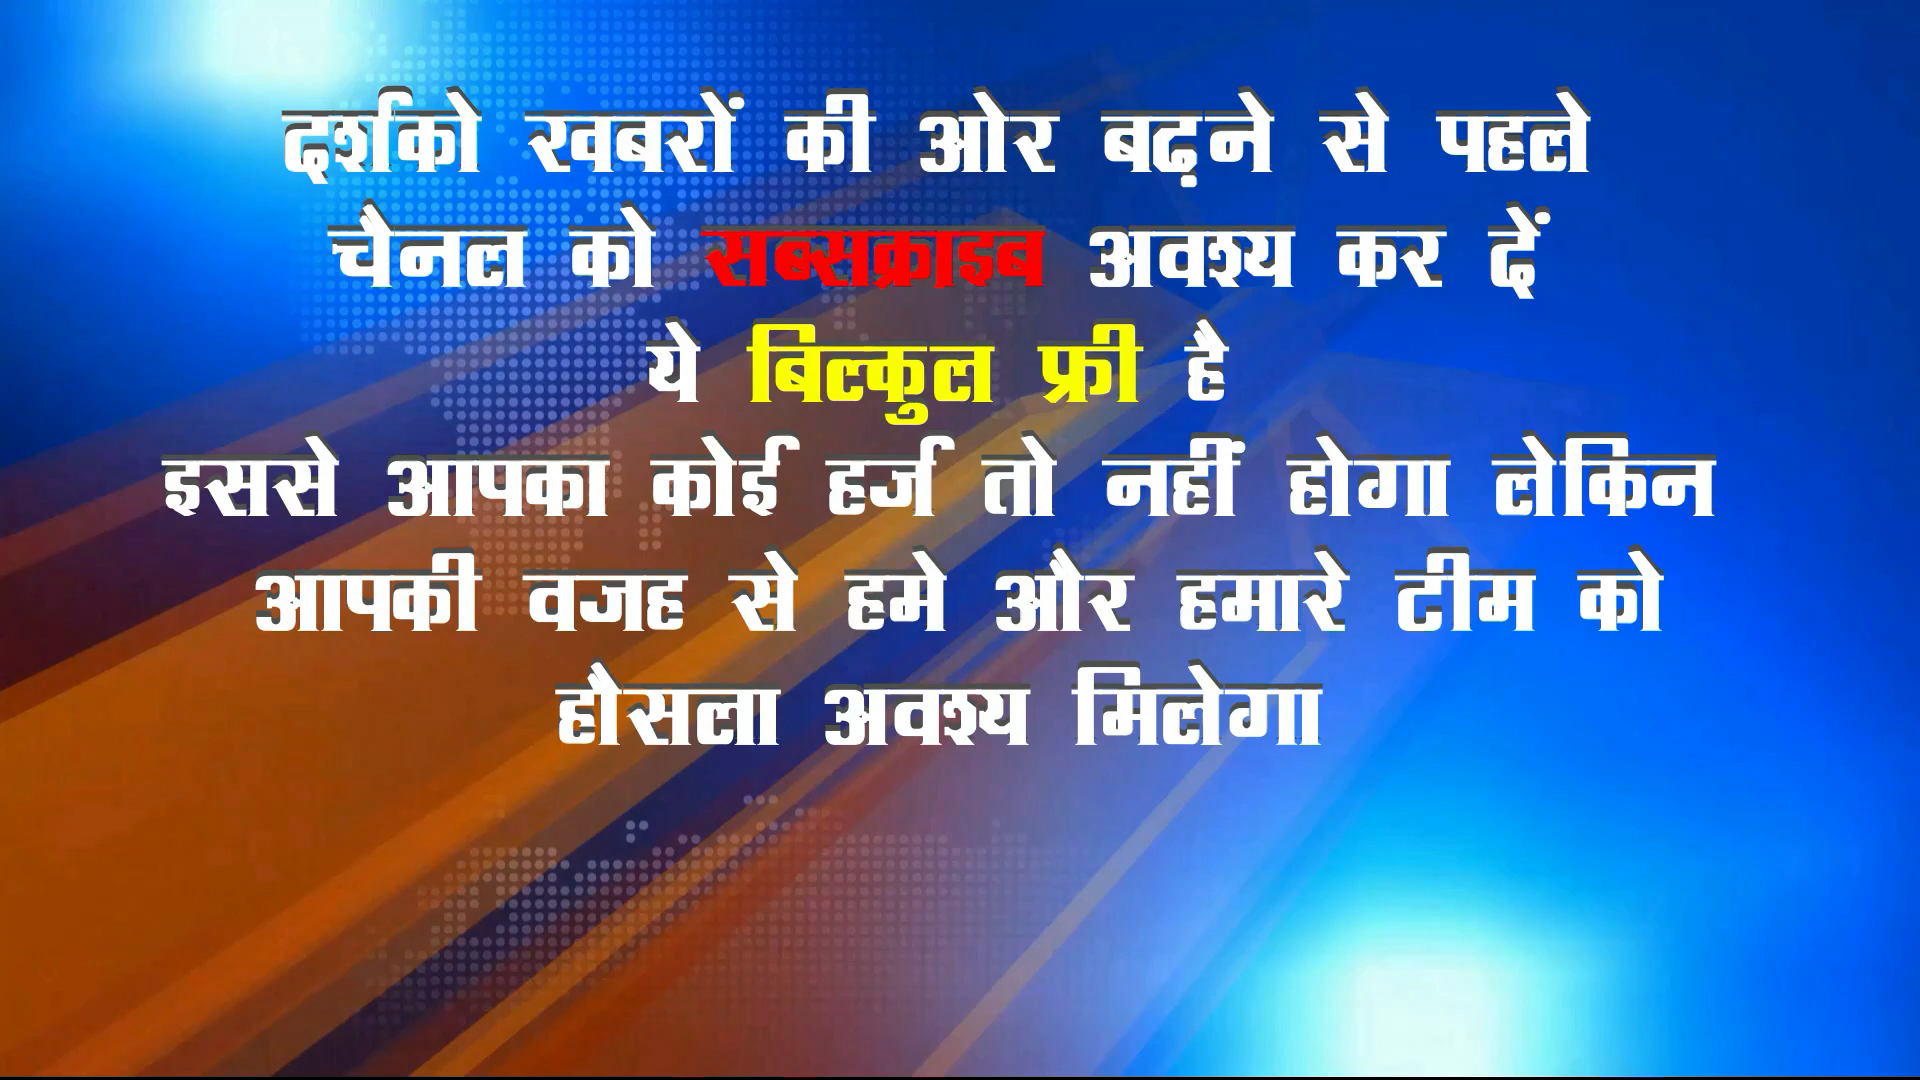 दर्शको खबरों की ओर बढ़ने से पहले
चैनल को सब्सक्राइब अवश्य कर दें
ये बिल्कुल फ्री है
इससे आपका कोई हर्ज तो नहीं होगा लेकिन
आपकी वजह से हमे और हमारे टीम को
हौसला अवश्य मिलेगा